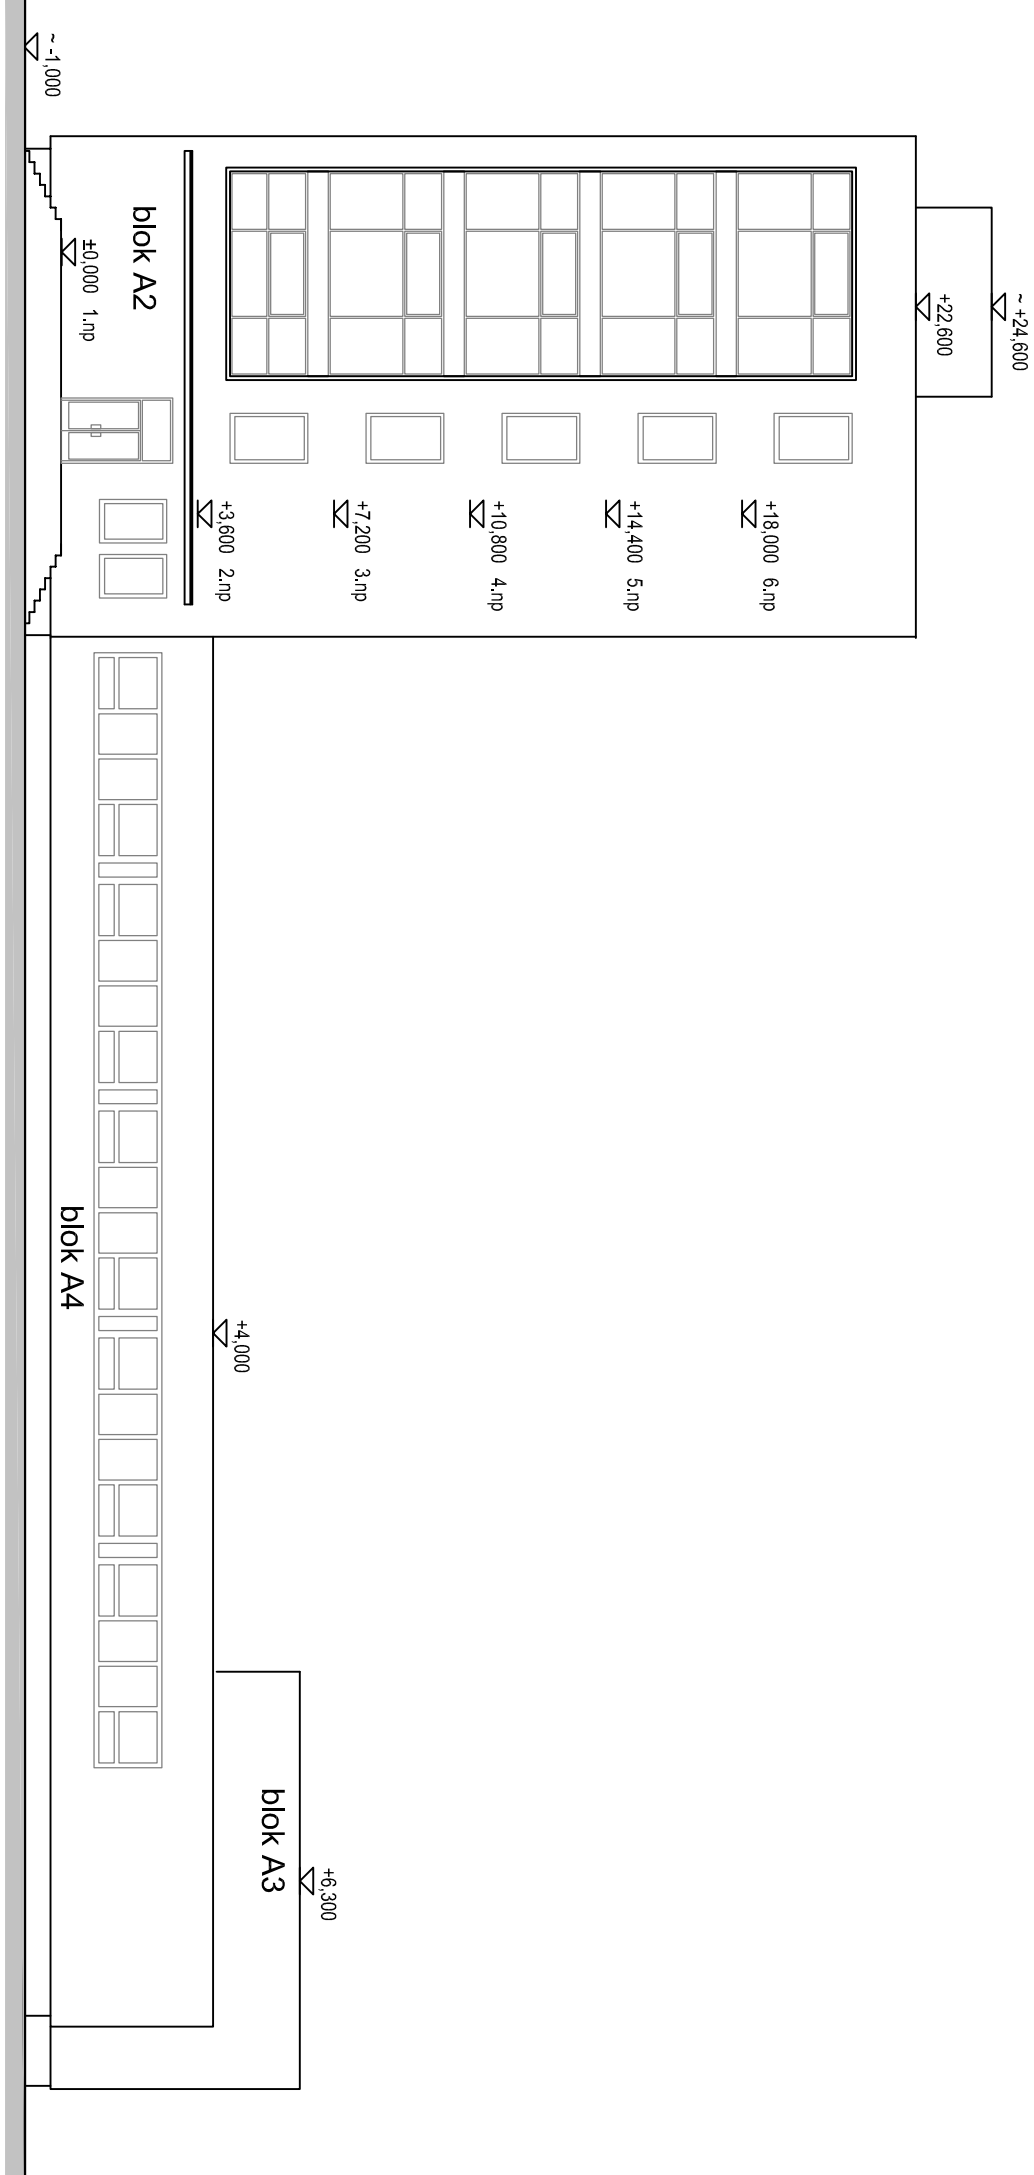 ~ +24,600
+22,600
+18,000 6.np
+14,400 5.np
+10,800 4.np
+7,200 3.np
+3,600 2.np
blok A2
±0,000 1.np
~ -1,000
+6,300
blok A3
+4,000
blok A4